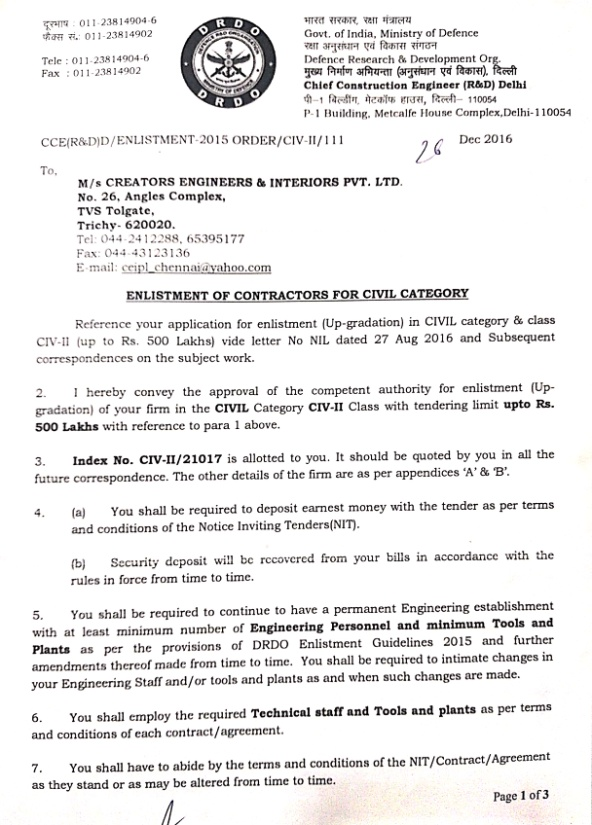 दूरभाष : 011-23814904-6
फैक्स सं.: 011-23814902
Tele : 011-23814904-6
Fax : 011-23814902
DRDO
DEFENCE R&D ORGANISATION
MINISTRY OF DEFENCE
DRDO
भारत सरकार, रक्षा मंत्रालय
Govt. of India, Ministry of Defence
रक्षा अनुसंधान एवं विकास संगठन
Defence Research & Development Org.
मुख्य निर्माण अभियन्ता (अनुसंधान एवं विकास), दिल्ली
Chief Construction Engineer (R&D) Delhi
पी–1 बिल्डींग, मेटकॉफ हाउस, दिल्ली– 110054
P-1 Building, Metcalfe House Complex,Delhi-110054
CCE(R&D)D/ENLISTMENT-2015 ORDER/CIV-II/111
26 Dec 2016
To,
M/s CREATORS ENGINEERS & INTERIORS PVT. LTD.
No. 26, Angles Complex,
TVS Tolgate,
Trichy- 620020.
Tel: 044-2412288, 65395177
Fax: 044-43123136
E-mail: ceipl_chennai@yahoo.com
ENLISTMENT OF CONTRACTORS FOR CIVIL CATEGORY
Reference your application for enlistment (Up-gradation) in CIVIL category & class
CIV-II (up to Rs. 500 Lakhs) vide letter No NIL dated 27 Aug 2016 and Subsequent
correspondences on the subject work.
2. I hereby convey the approval of the competent authority for enlistment (Up-
gradation) of your firm in the CIVIL Category CIV-II Class with tendering limit upto Rs.
500 Lakhs with reference to para 1 above.
3. Index No. CIV-II/21017 is allotted to you. It should be quoted by you in all the
future correspondence. The other details of the firm are as per appendices 'A' & 'B'.
4. (a) You shall be required to deposit earnest money with the tender as per terms
and conditions of the Notice Inviting Tenders(NIT).
(b) Security deposit will be recovered from your bills in accordance with the
rules in force from time to time.
5. You shall be required to continue to have a permanent Engineering establishment
with at least minimum number of Engineering Personnel and minimum Tools and
Plants as per the provisions of DRDO Enlistment Guidelines 2015 and further
amendments thereof made from time to time. You shall be required to intimate changes in
your Engineering Staff and/or tools and plants as and when such changes are made.
6. You shall employ the required Technical staff and Tools and plants as per terms
and conditions of each contract/agreement.
7. You shall have to abide by the terms and conditions of the NIT/Contract/Agreement
as they stand or as may be altered from time to time.
Page 1 of 3